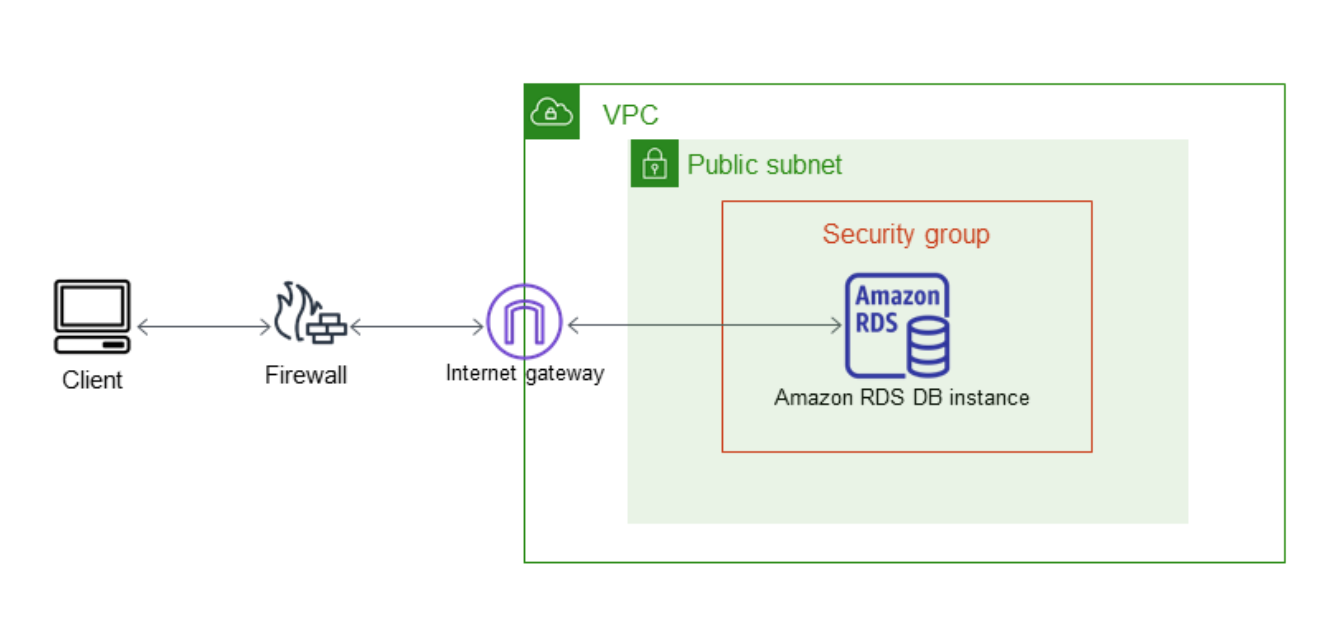 VPC
Public subnet
Security group
Amazon
RDS
Client
Firewall
Internet gateway
Amazon RDS DB instance